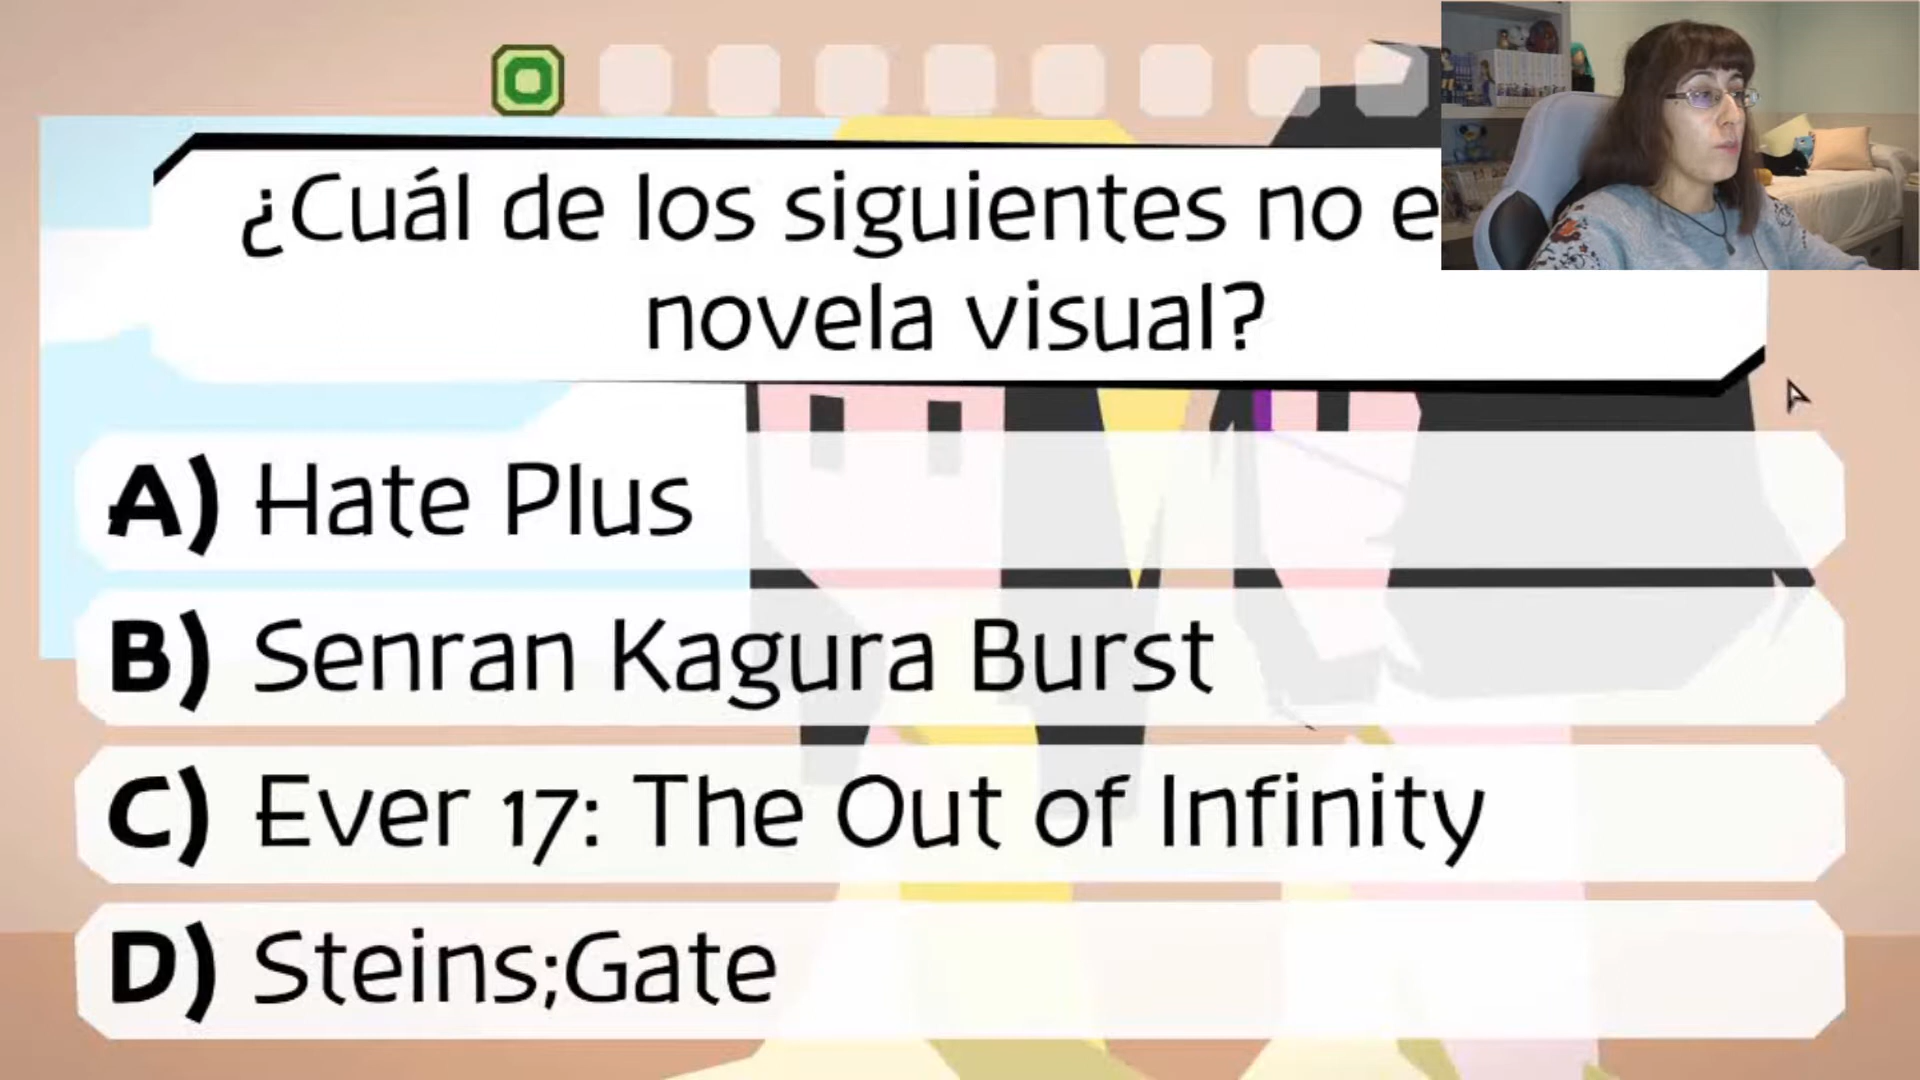 ¿Cuál de los siguientes no e
novela visual?
A) Hate Plus
B) Senran Kagura Burst
C) Ever 17: The Out of Infinity
D) Steins;Gate